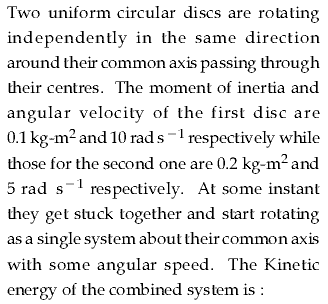 Two uniform circular discs are rotating
independently in the same direction
around their common axis passing through
their centres. The moment of inertia and
angular velocity of the first disc are
0.1 kg-m² and 10 rad s⁻¹ respectively while
those for the second one are 0.2 kg-m² and
5 rad s⁻¹ respectively. At some instant
they get stuck together and start rotating
as a single system about their common axis
with some angular speed. The Kinetic
energy of the combined system is :